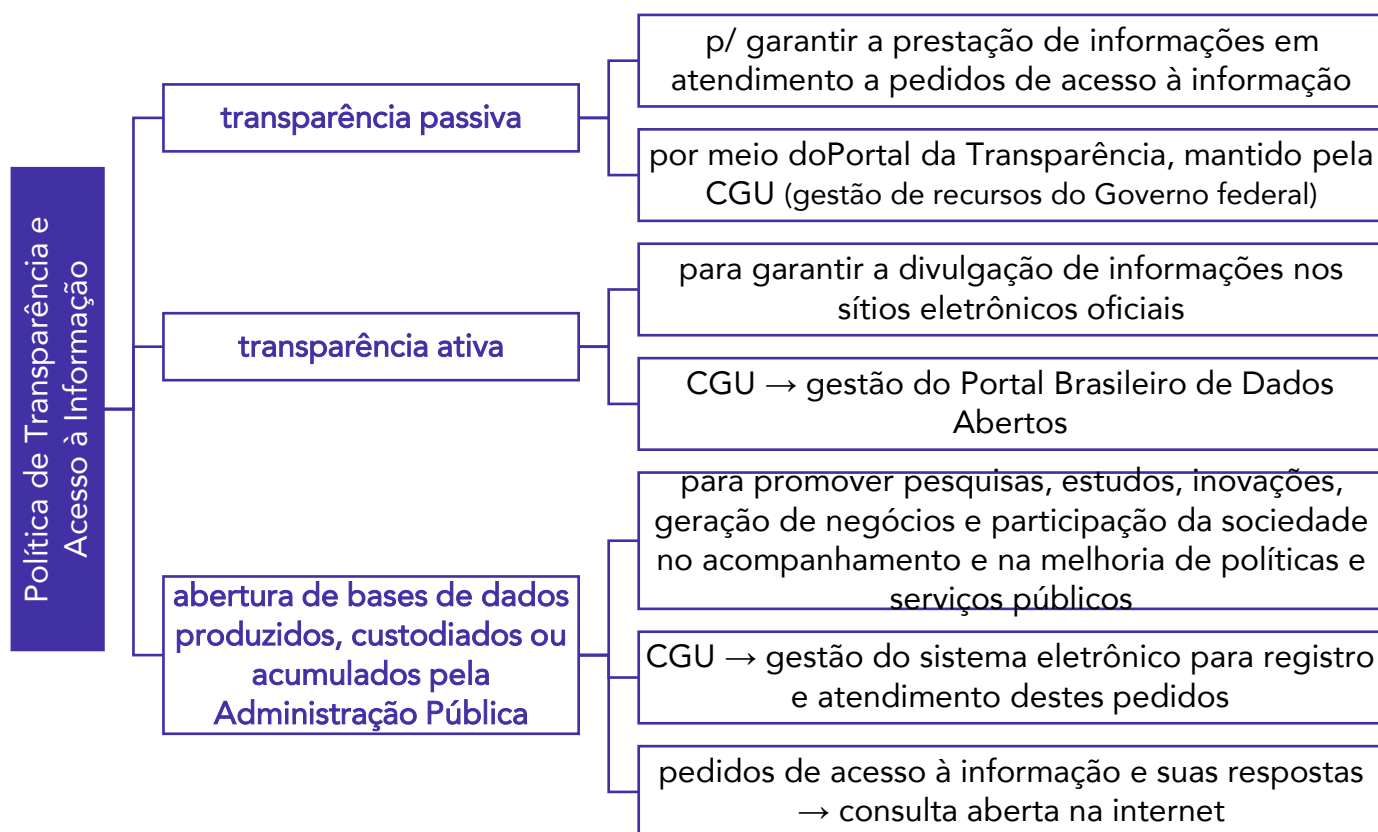 Política de Transparência e
Acesso à Informação
transparência passiva
p/ garantir a prestação de informações em
atendimento a pedidos de acesso à informação
por meio doPortal da Transparência, mantido pela
CGU (gestão de recursos do Governo federal)
transparência ativa
para garantir a divulgação de informações nos
sítios eletrônicos oficiais
CGU → gestão do Portal Brasileiro de Dados
Abertos
abertura de bases de dados
produzidos, custodiados ou
acumulados pela
Administração Pública
para promover pesquisas, estudos, inovações,
geração de negócios e participação da sociedade
no acompanhamento e na melhoria de políticas e
serviços públicos
CGU → gestão do sistema eletrônico para registro
e atendimento destes pedidos
pedidos de acesso à informação e suas respostas
→ consulta aberta na internet